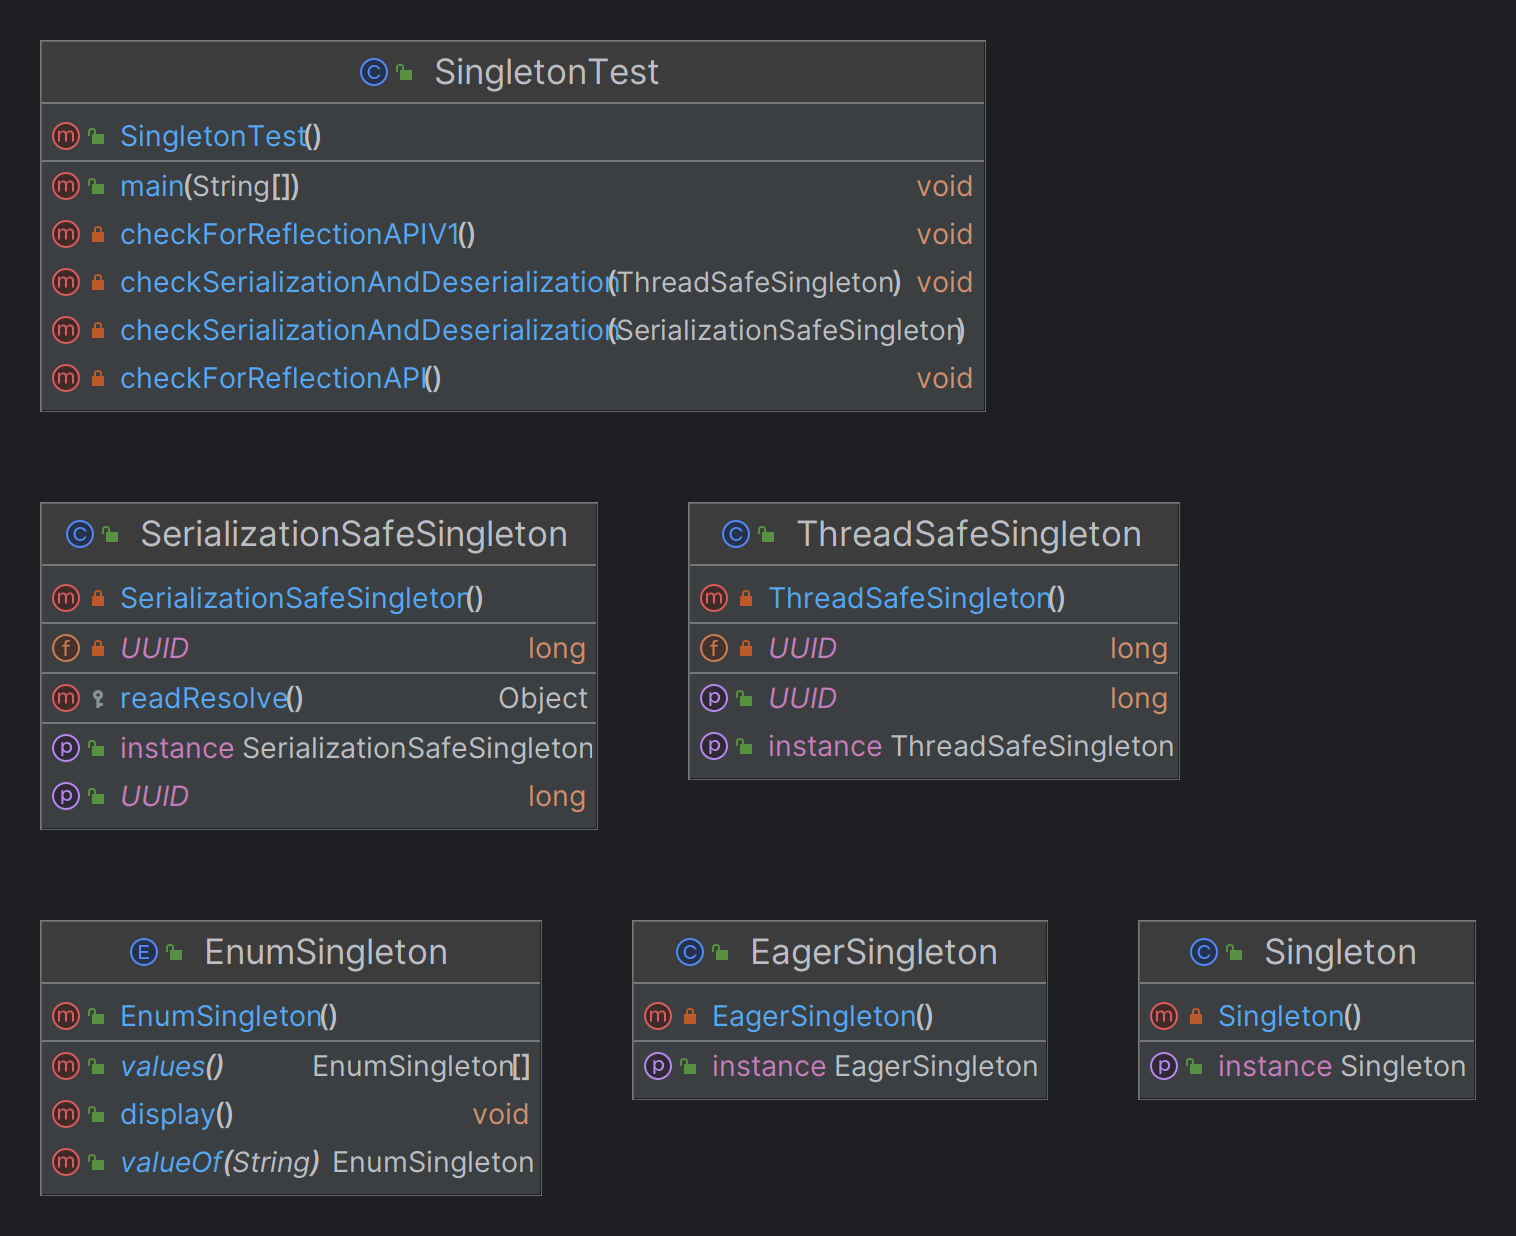 SingletonTest
SingletonTest()
main(String[]) void
checkForReflectionAPIV1() void
checkSerializationAndDeserialization(ThreadSafeSingleton) void
checkSerializationAndDeserialization(SerializationSafeSingleton)
checkForReflectionAPI() void
SerializationSafeSingleton
SerializationSafeSingleton()
UUID long
readResolve() Object
instance SerializationSafeSingleton
UUID long
ThreadSafeSingleton
ThreadSafeSingleton()
UUID long
UUID long
instance ThreadSafeSingleton
EnumSingleton
EnumSingleton()
values() EnumSingleton[]
display() void
valueOf(String) EnumSingleton
EagerSingleton
EagerSingleton()
instance EagerSingleton
Singleton
Singleton()
instance Singleton